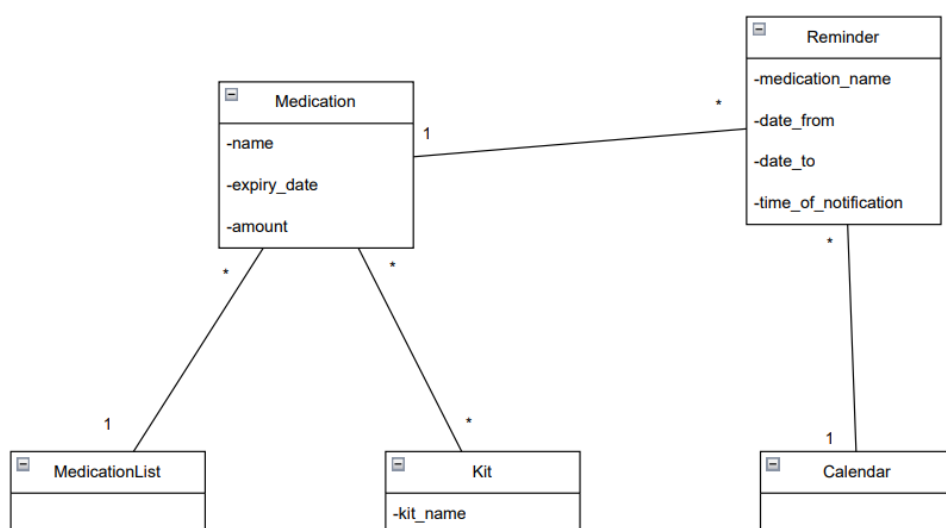 Reminder
-medication_name
-date_from
-date_to
-time_of_notification
Medication
-name
-expiry_date
-amount
1
*
*
*
*
1
*
1
MedicationList
Kit
-kit_name
Calendar